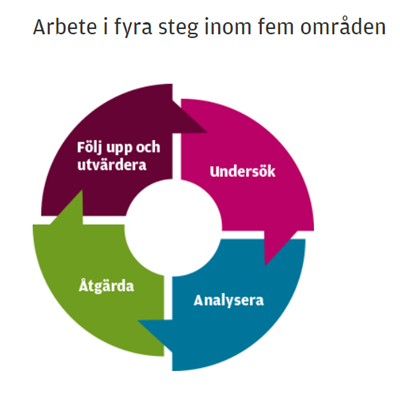 Arbete i fyra steg inom fem områden
Följ upp och
utvärdera
Undersök
Åtgärda
Analysera